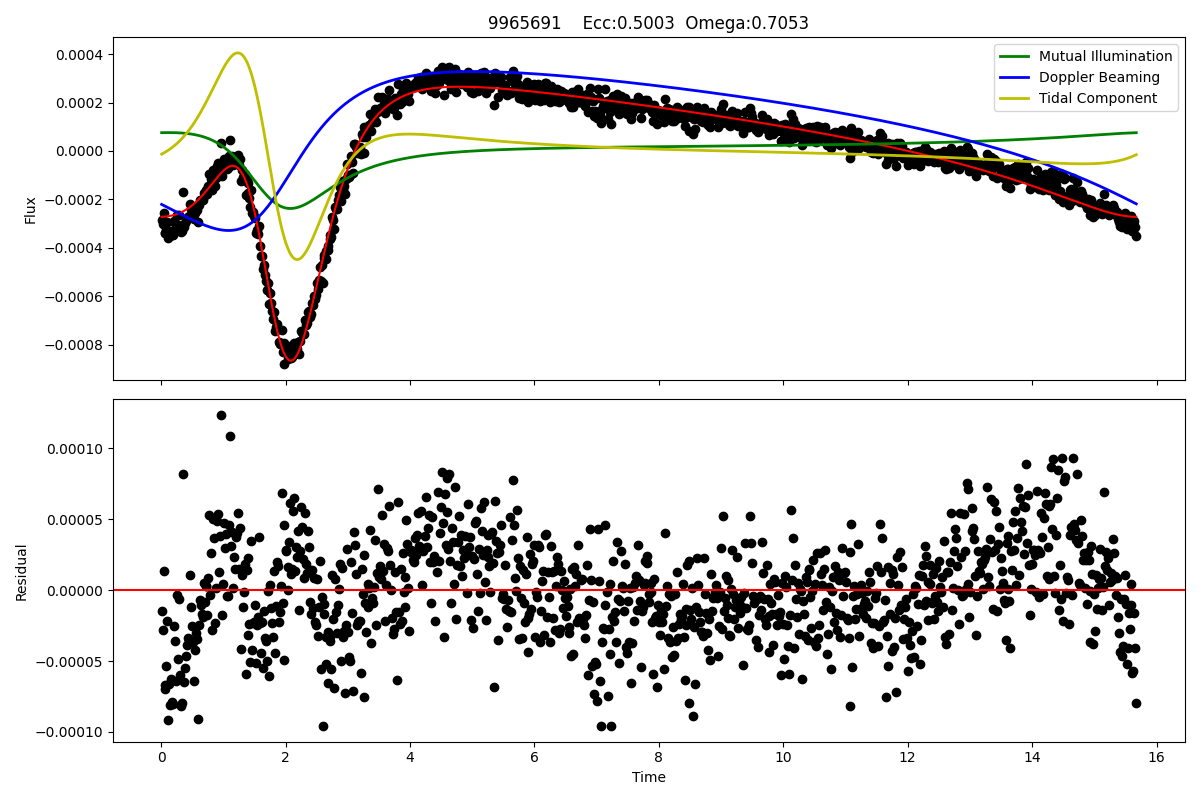 9965691    Ecc:0.5003  Omega:0.7053
Mutual Illumination
Doppler Beaming
Tidal Component
Flux
0.0004
0.0002
0.0000
−0.0002
−0.0004
−0.0006
−0.0008
Residual
0.00010
0.00005
0.00000
−0.00005
−0.00010
0 2 4 6 8 10 12 14 16
Time